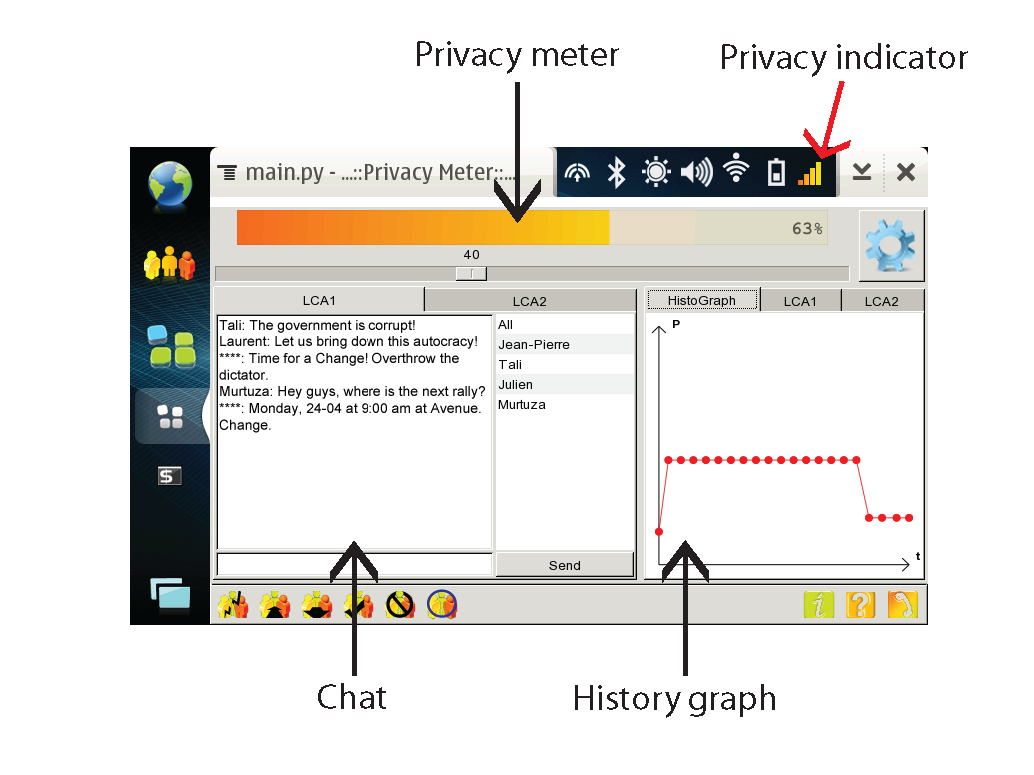 Privacy meter
Privacy indicator
main.py - ...::Privacy Meter::...
63%
40
LCA1
LCA2
HistoGraph
LCA1
LCA2
Tali: The government is corrupt!
Laurent: Let us bring down this autocracy!
****: Time for a Change! Overthrow the
dictator.
Murtuza: Hey guys, where is the next rally?
****: Monday, 24-04 at 9:00 am at Avenue.
Change.
All
Jean-Pierre
Tali
Julien
Murtuza
P
t
$
Send
i
?
Chat
History graph